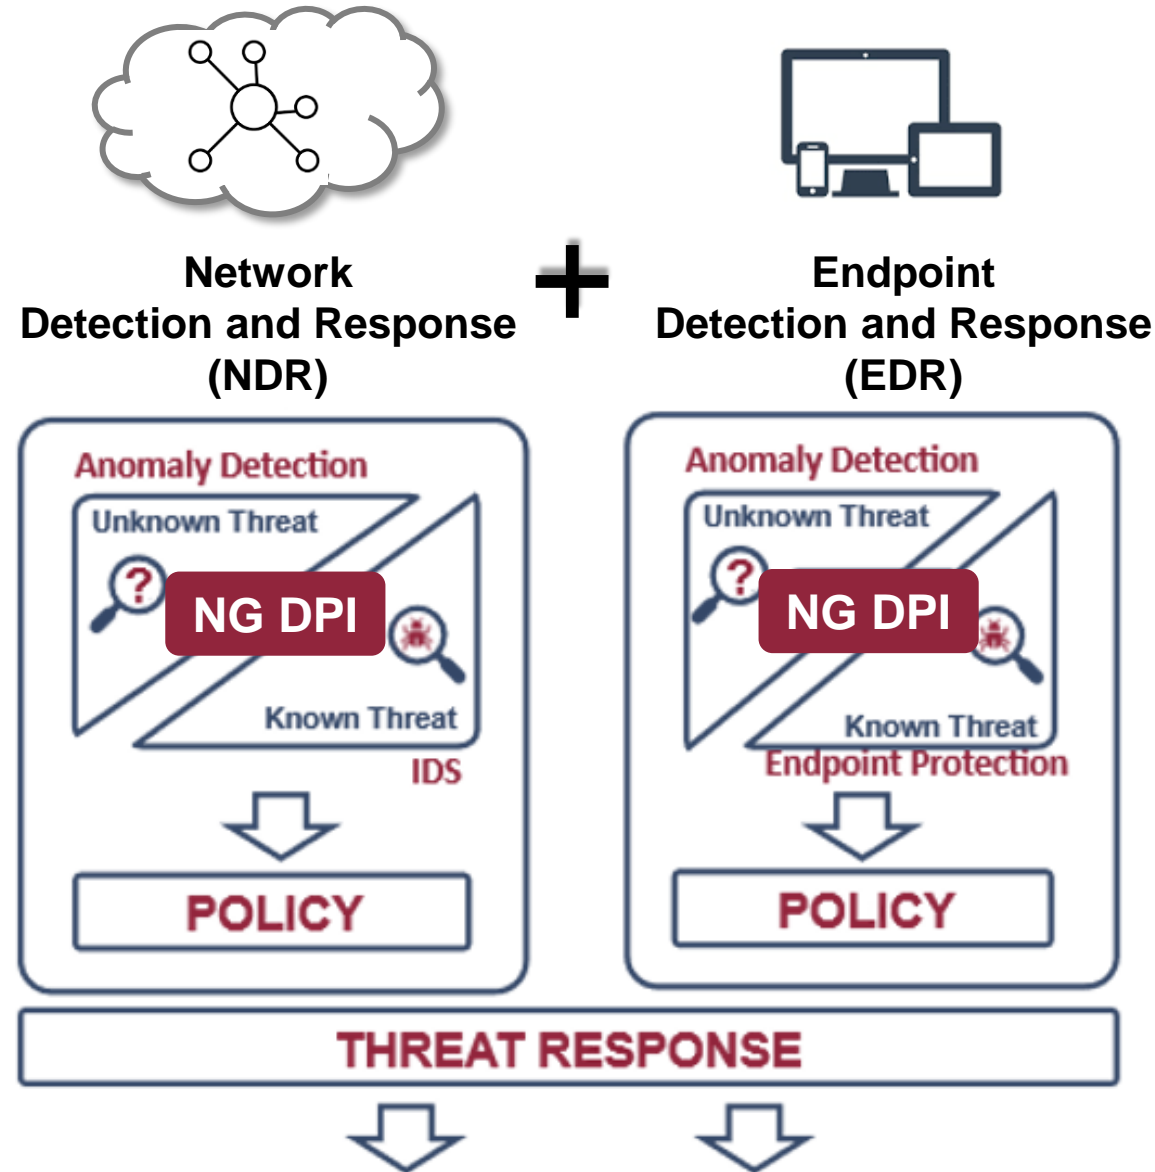 Network
Detection and Response
(NDR)
+
Endpoint
Detection and Response
(EDR)
Anomaly Detection
Unknown Threat
?
NG DPI
Known Threat
IDS
POLICY
Anomaly Detection
Unknown Threat
?
NG DPI
Known Threat
Endpoint Protection
POLICY
THREAT RESPONSE